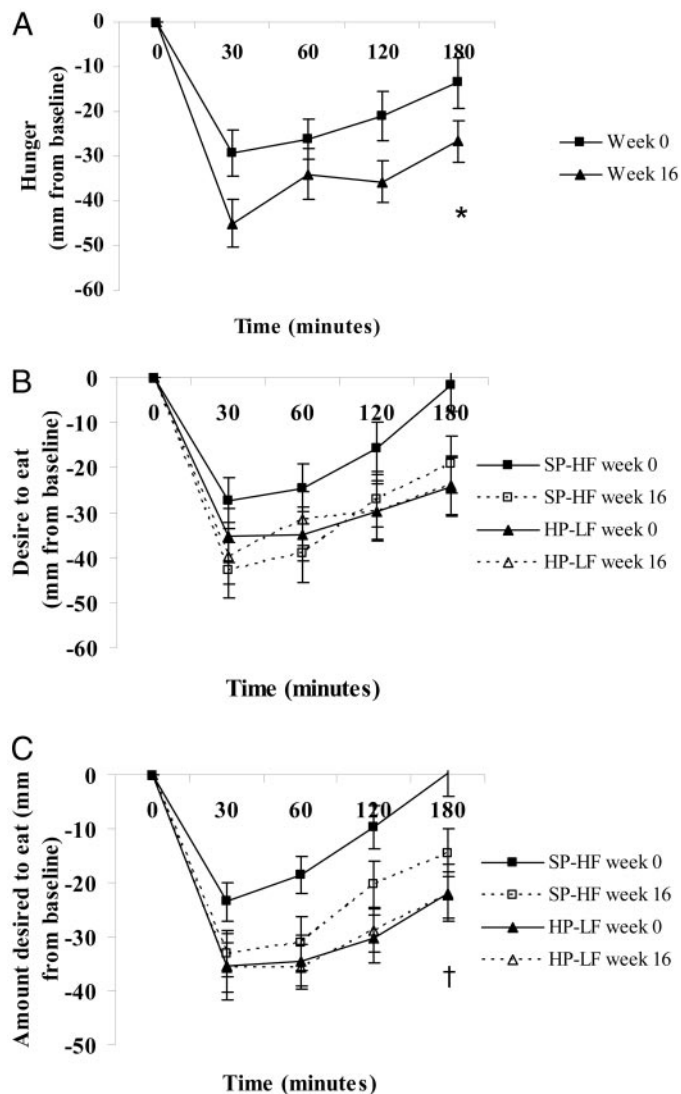 A
0
-10
-20
-30
-40
-50
-60
0 30 60 120 180
Hunger
(mm from baseline)
Time (minutes)
Week 0
Week 16
*
B
0
-10
-20
-30
-40
-50
-60
0 30 60 120 180
Desire to eat
(mm from baseline)
Time (minutes)
SP-HF week 0
SP-HF week 16
HP-LF week 0
HP-LF week 16
C
0
-10
-20
-30
-40
-50
0 30 60 120 180
Amount desired to eat (mm
from baseline)
Time (minutes)
SP-HF week 0
SP-HF week 16
HP-LF week 0
HP-LF week 16
†